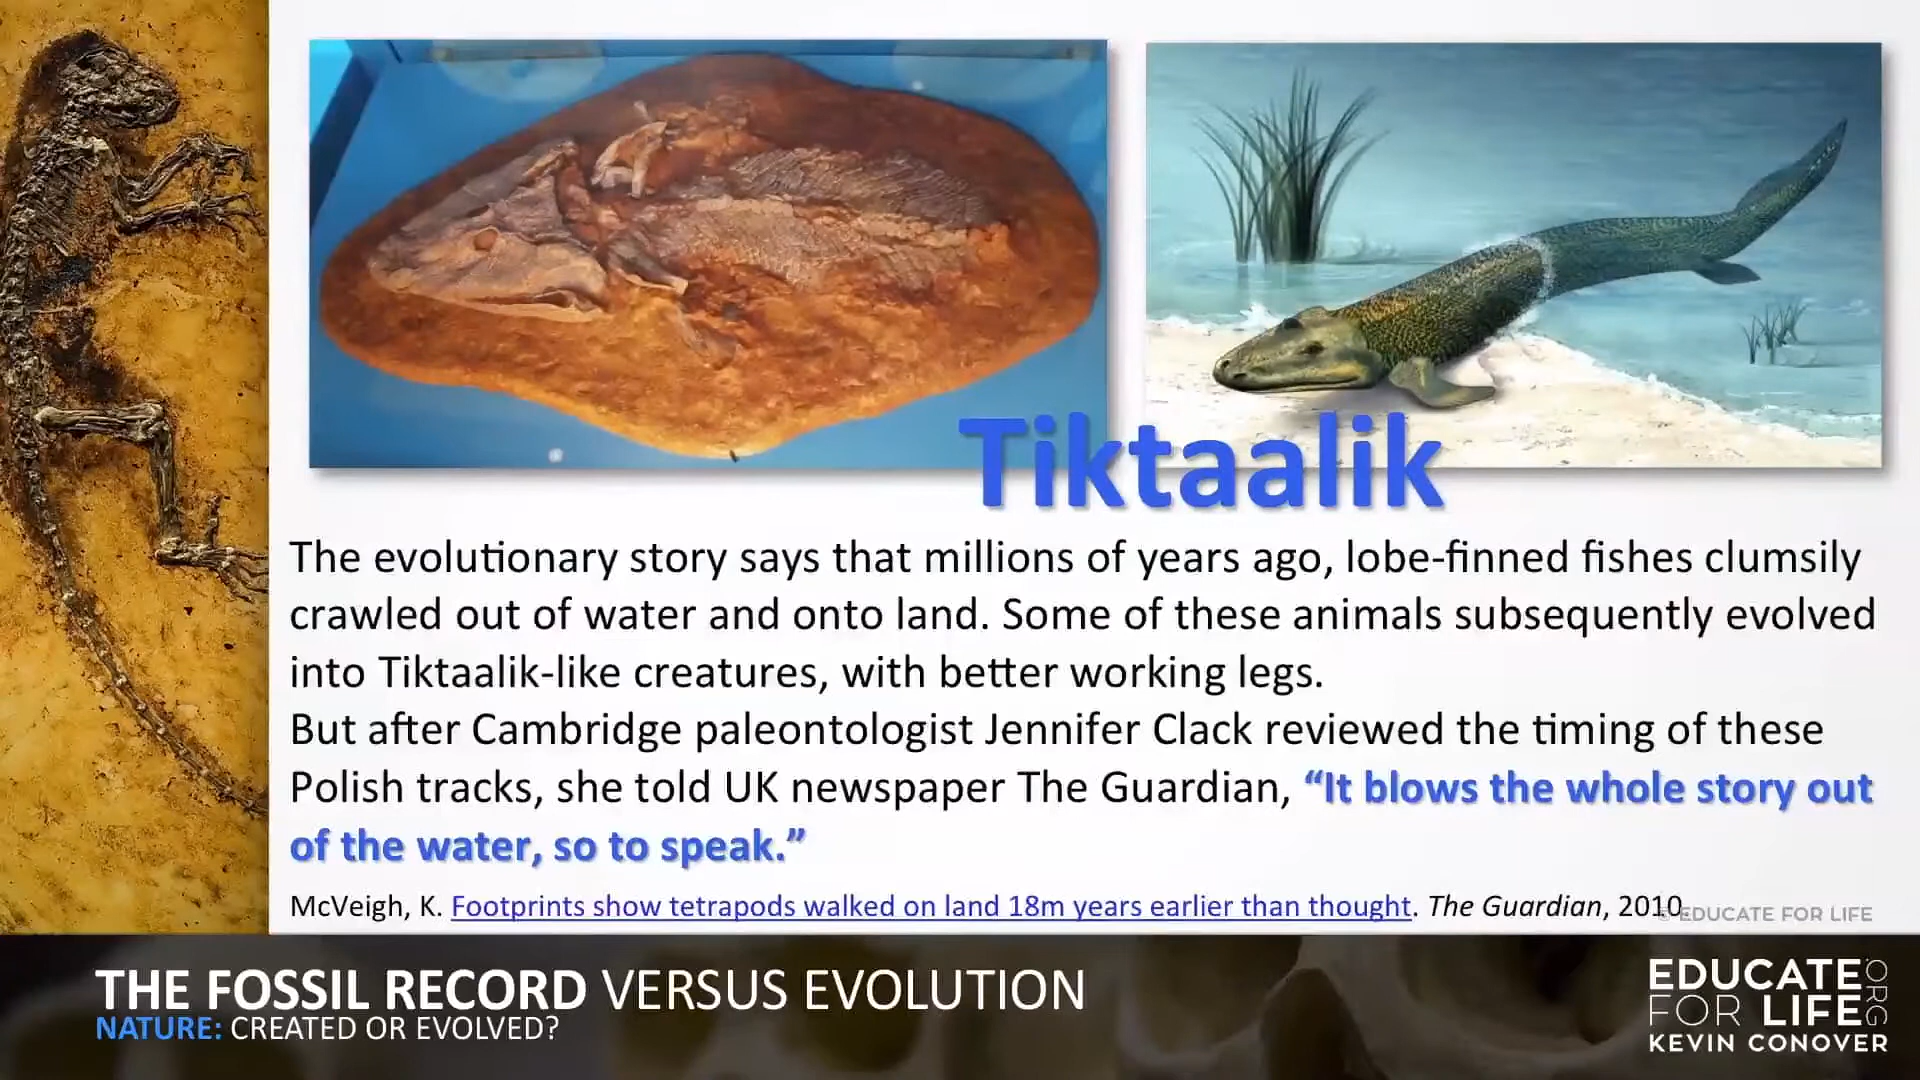 Tiktaalik
The evolutionary story says that millions of years ago, lobe-finned fishes clumsily
crawled out of water and onto land. Some of these animals subsequently evolved
into Tiktaalik-like creatures, with better working legs.
But after Cambridge paleontologist Jennifer Clack reviewed the timing of these
Polish tracks, she told UK newspaper The Guardian, “It blows the whole story out
of the water, so to speak.”
McVeigh, K. Footprints show tetrapods walked on land 18m years earlier than thought. The Guardian, 2010.
© EDUCATE FOR LIFE
THE FOSSIL RECORD VERSUS EVOLUTION
NATURE: CREATED OR EVOLVED?
EDUCATE
FOR LIFE.ORG
KEVIN CONOVER